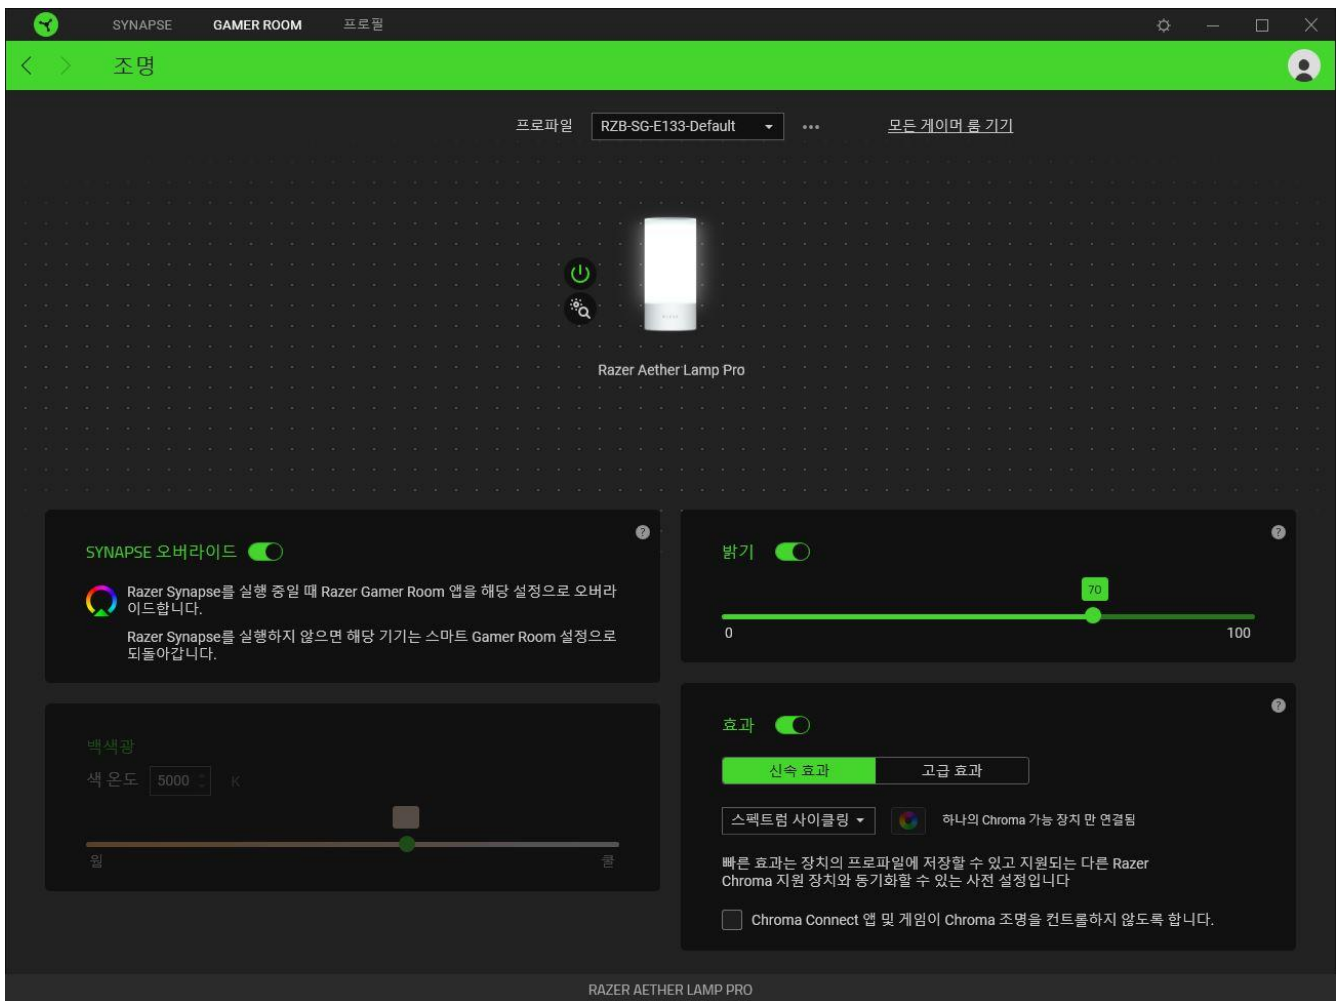 SYNAPSE GAMER ROOM 프로필
조명
프로파일 RZB-SG-E133-Default 모든 게이머 룸 기기
Razer Aether Lamp Pro
SYNAPSE 오버라이드
Razer Synapse를 실행 중일 때 Razer Gamer Room 앱을 해당 설정으로 오버라
이드합니다.
Razer Synapse를 실행하지 않으면 해당 기기는 스마트 Gamer Room 설정으로
되돌아갑니다.
백색광
색 온도 5000 K
웜 쿨
밝기
70
0 100
효과
신속 효과 고급 효과
스펙트럼 사이클링 하나의 Chroma 가능 장치 만 연결됨
빠른 효과는 장치의 프로파일에 저장할 수 있고 지원되는 다른 Razer
Chroma 지원 장치와 동기화할 수 있는 사전 설정입니다
Chroma Connect 앱 및 게임이 Chroma 조명을 컨트롤하지 않도록 합니다.
RAZER AETHER LAMP PRO